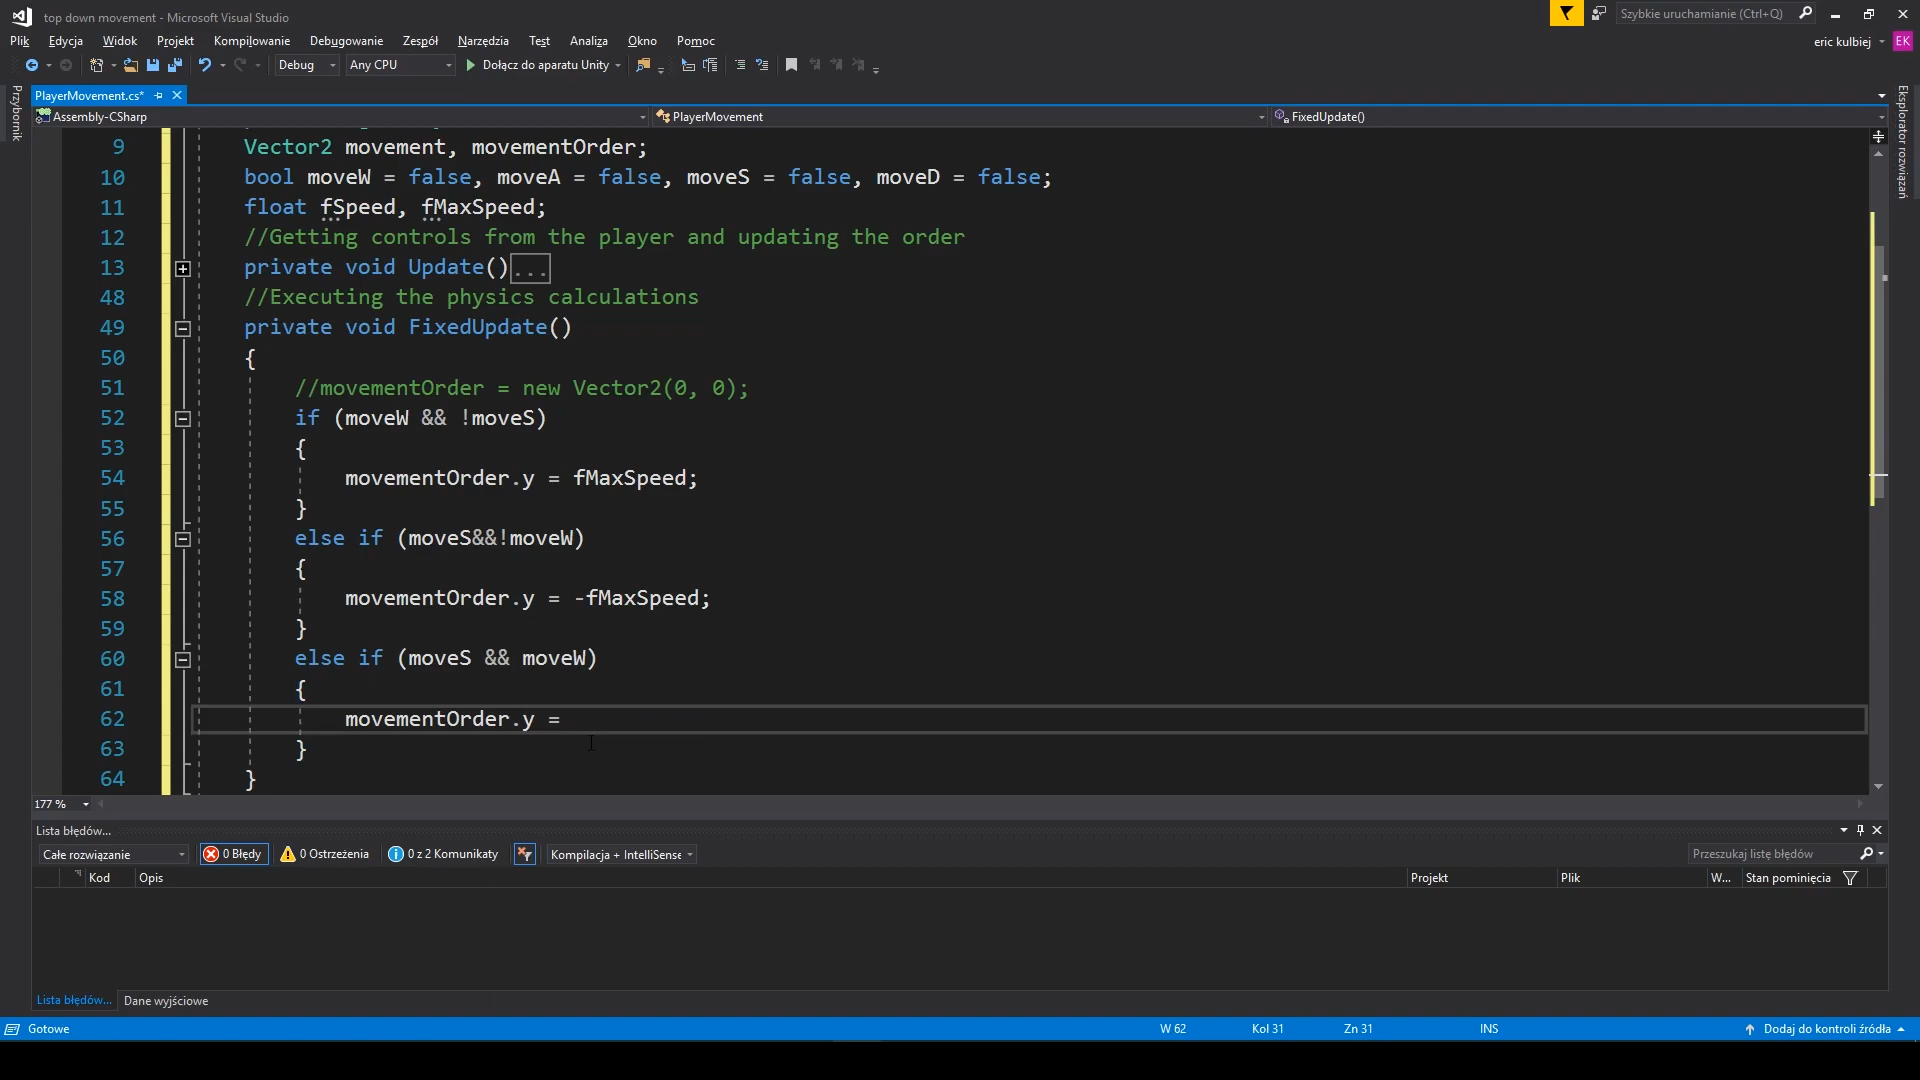 top down movement - Microsoft Visual Studio
Szybkie uruchamianie (Ctrl+Q)
Plik Edycja Widok Projekt Kompilowanie Debugowanie Zespół Narzędzia Test Analiza Okno Pomoc
eric kulbiej EK
Debug Any CPU Dołącz do aparatu Unity
Przybornik
PlayerMovement.cs*
Eksplorator rozwiązań
Assembly-CSharp PlayerMovement FixedUpdate()
9 Vector2 movement, movementOrder;
10 bool moveW = false, moveA = false, moveS = false, moveD = false;
11 float fSpeed, fMaxSpeed;
12 //Getting controls from the player and updating the order
13 private void Update()...
48 //Executing the physics calculations
49 private void FixedUpdate()
50 {
51 //movementOrder = new Vector2(0, 0);
52 if (moveW && !moveS)
53 {
54 movementOrder.y = fMaxSpeed;
55 }
56 else if (moveS&&!moveW)
57 {
58 movementOrder.y = -fMaxSpeed;
59 }
60 else if (moveS && moveW)
61 {
62 movementOrder.y =
63 }
64 }
177 %
Lista błędów...
Całe rozwiązanie 0 Błędy 0 Ostrzeżenia 0 z 2 Komunikaty Kompilacja + IntelliSense Przeszukaj listę błędów
Kod Opis Projekt Plik W... Stan pominięcia
Lista błędów... Dane wyjściowe
Gotowe W 62 Kol 31 Zn 31 INS Dodaj do kontroli źródła